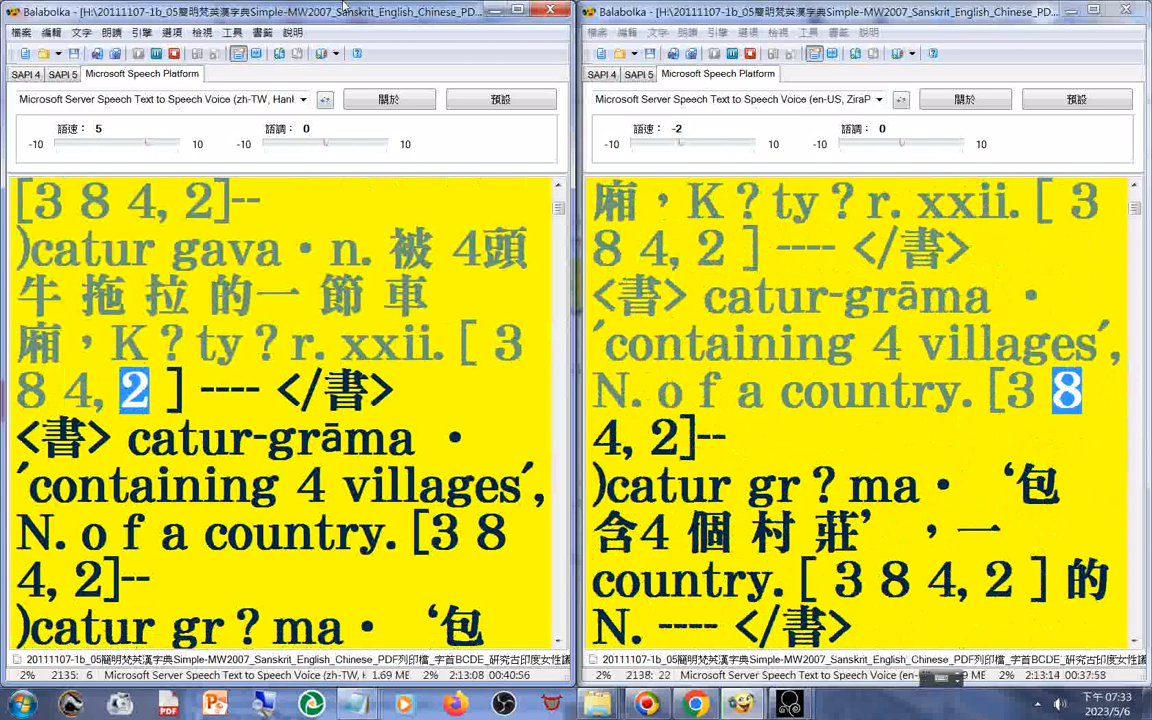 Balabolka - [H:\20111107-1b_05簡明梵英漢字典Simple-MW2007_Sanskrit_English_Chinese_PD...
檔案 編輯 文字 朗讀 引擎 選項 檢視 工具 書籤 說明
SAPI 4 SAPI 5 Microsoft Speech Platform
Microsoft Server Speech Text to Speech Voice (zh-TW, Hanl
關於
預設
語速： 5
語調： 0
-10 10 -10 10
[3 8 4, 2]--
)catur gava‧n. 被 4頭
牛 拖 拉 的一 節 車
廂，K？ty？r. xxii. [ 3
8 4, 2 ] ---- </書>
<書> catur-grāma ‧
'containing 4 villages',
N. o f a country. [3 8
4, 2]--
)catur gr？ma‧ ‘包
20111107-1b_05簡明梵英漢字典Simple-MW2007_Sanskrit_English_Chinese_PDF列印檔_字首BCDE_研究古印度女性議
2% 2135: 6 Microsoft Server Speech Text to Speech Voice (zh-TW, H 1.69 ME 2% 2:13:08 00:40:56
Balabolka - [H:\20111107-1b_05簡明梵英漢字典Simple-MW2007_Sanskrit_English_Chinese_PD...
檔案 編輯 文字 朗讀 引擎 選項 檢視 工具 書籤 說明
SAPI 4 SAPI 5 Microsoft Speech Platform
Microsoft Server Speech Text to Speech Voice (en-US, ZiraP
關於
預設
語速： -2
語調： 0
-10 10 -10 10
廂，K？ty？r. xxii. [ 3
8 4, 2 ] ---- </書>
<書> catur-grāma ‧
'containing 4 villages',
N. o f a country. [3 8
4, 2]--
)catur gr？ma‧ ‘包
含4 個 村 莊’ ，一
country. [ 3 8 4, 2 ] 的
N. ---- </書>
20111107-1b_05簡明梵英漢字典Simple-MW2007_Sanskrit_English_Chinese_PDF列印檔_字首BCDE_研究古印度女性議
2% 2138: 22 Microsoft Server Speech Text to Speech Voice (en- ME 2% 2:13:14 00:37:58
PDF
下午 07:33
2023/5/6